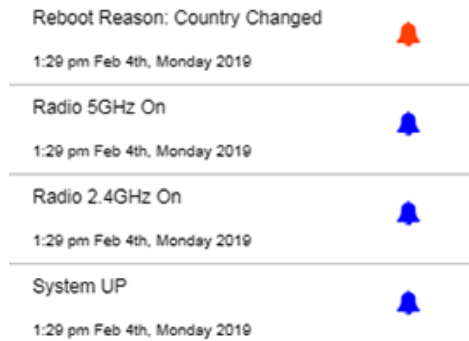 Reboot Reason: Country Changed
1:29 pm Feb 4th, Monday 2019
Radio 5GHz On
1:29 pm Feb 4th, Monday 2019
Radio 2.4GHz On
1:29 pm Feb 4th, Monday 2019
System UP
1:29 pm Feb 4th, Monday 2019